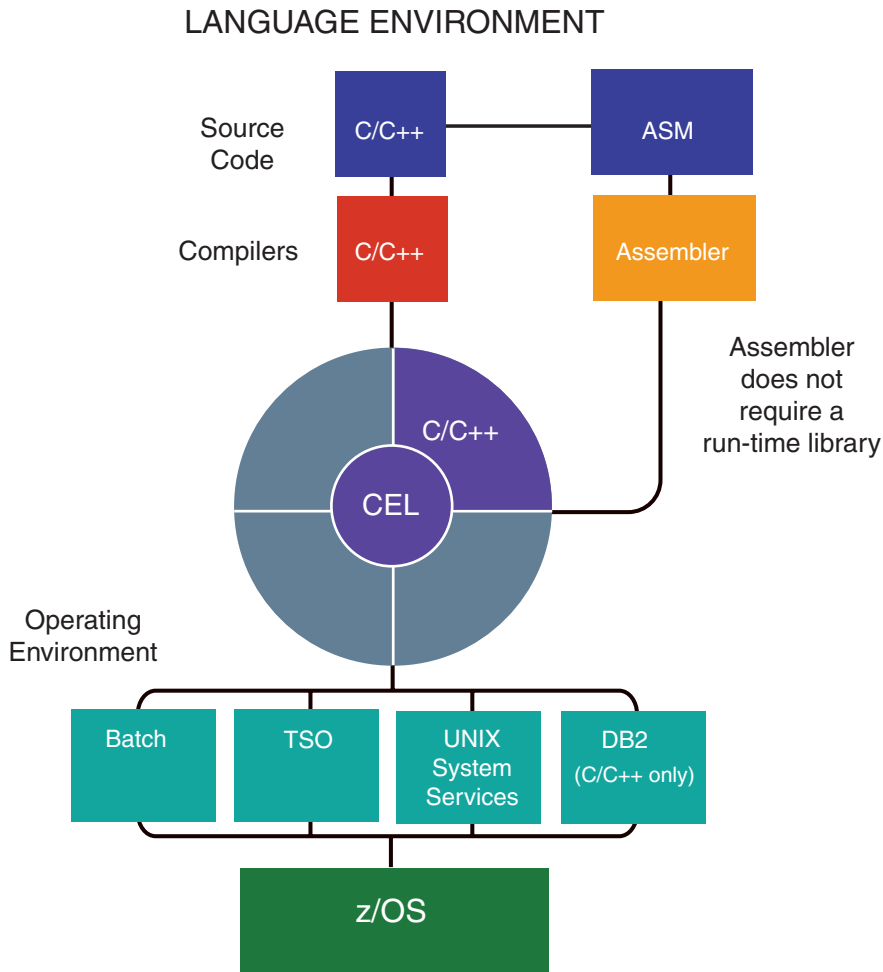 LANGUAGE ENVIRONMENT
Source
Code
C/C++
ASM
Compilers
C/C++
Assembler
Assembler
does not
require a
run-time library
C/C++
CEL
Operating
Environment
Batch
TSO
UNIX
System
Services
DB2
(C/C++ only)
z/OS